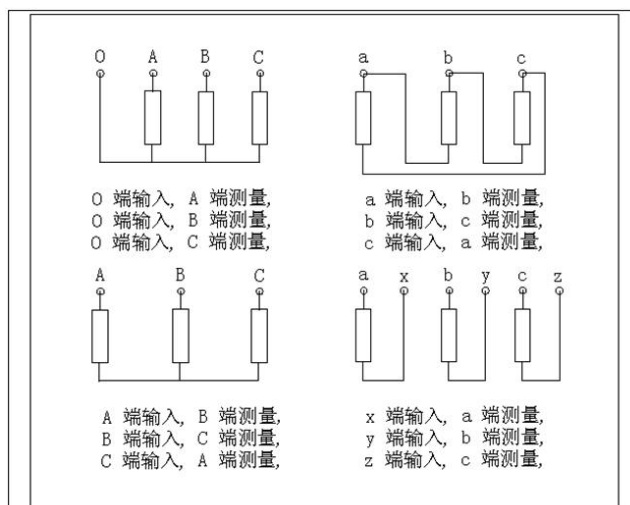 O A B C
a b c
O 端输入, A 端测量,
O 端输入, B 端测量,
O 端输入, C 端测量,
a 端输入, b 端测量,
b 端输入, c 端测量,
c 端输入, a 端测量,
A B C
a x b y c z
A 端输入, B 端测量,
B 端输入, C 端测量,
C 端输入, A 端测量,
x 端输入, a 端测量,
y 端输入, b 端测量,
z 端输入, c 端测量,